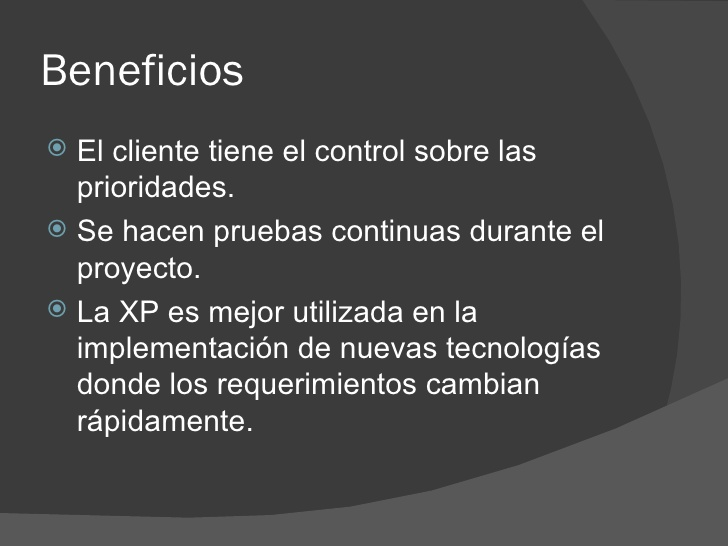 Beneficios
El cliente tiene el control sobre las
prioridades.
Se hacen pruebas continuas durante el
proyecto.
La XP es mejor utilizada en la
implementación de nuevas tecnologías
donde los requerimientos cambian
rápidamente.